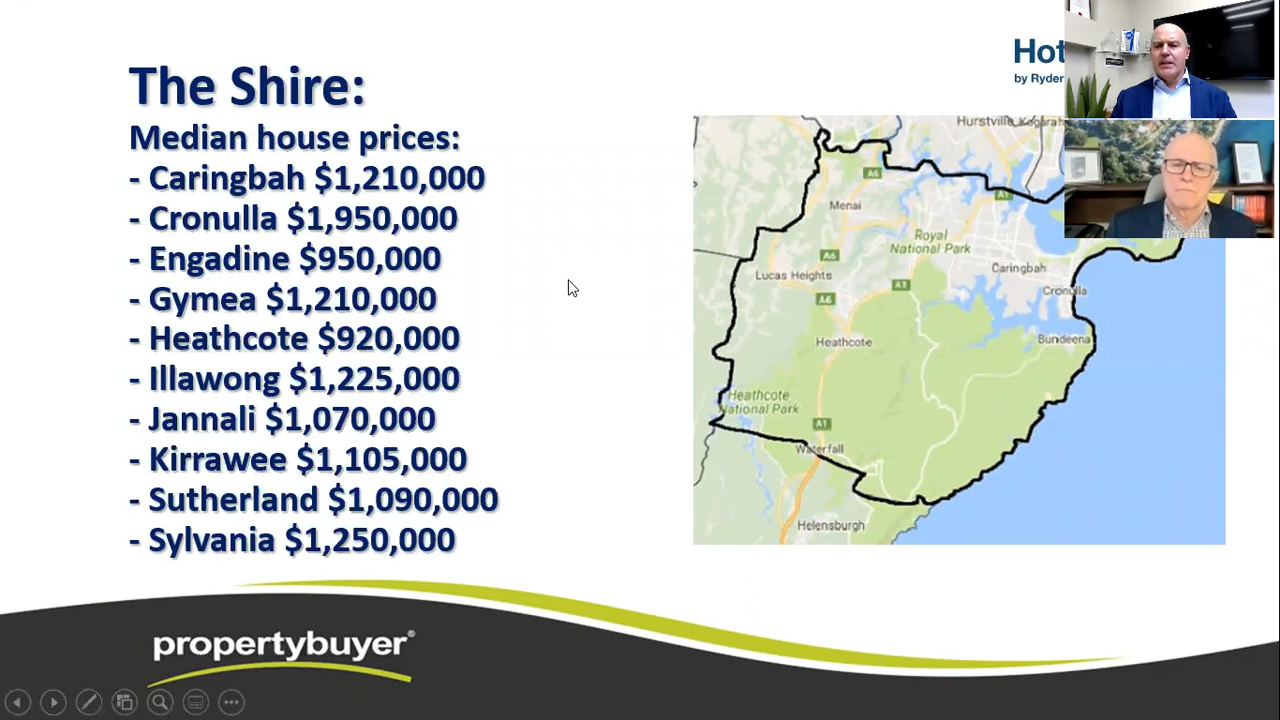 The Shire:
Median house prices:
- Caringbah $1,210,000
- Cronulla $1,950,000
- Engadine $950,000
- Gymea $1,210,000
- Heathcote $920,000
- Illawong $1,225,000
- Jannali $1,070,000
- Kirrawee $1,105,000
- Sutherland $1,090,000
- Sylvania $1,250,000
Hot
by Ryder
Hurstville Kogarah
A6
A1
Menai
Royal
National Park
A6
Lucas Heights
Caringbah
A1
Cronulla
A6
Bundeena
Heathcote
Heathcote
National Park
A1
Waterfall
Helensburgh
propertybuyer®